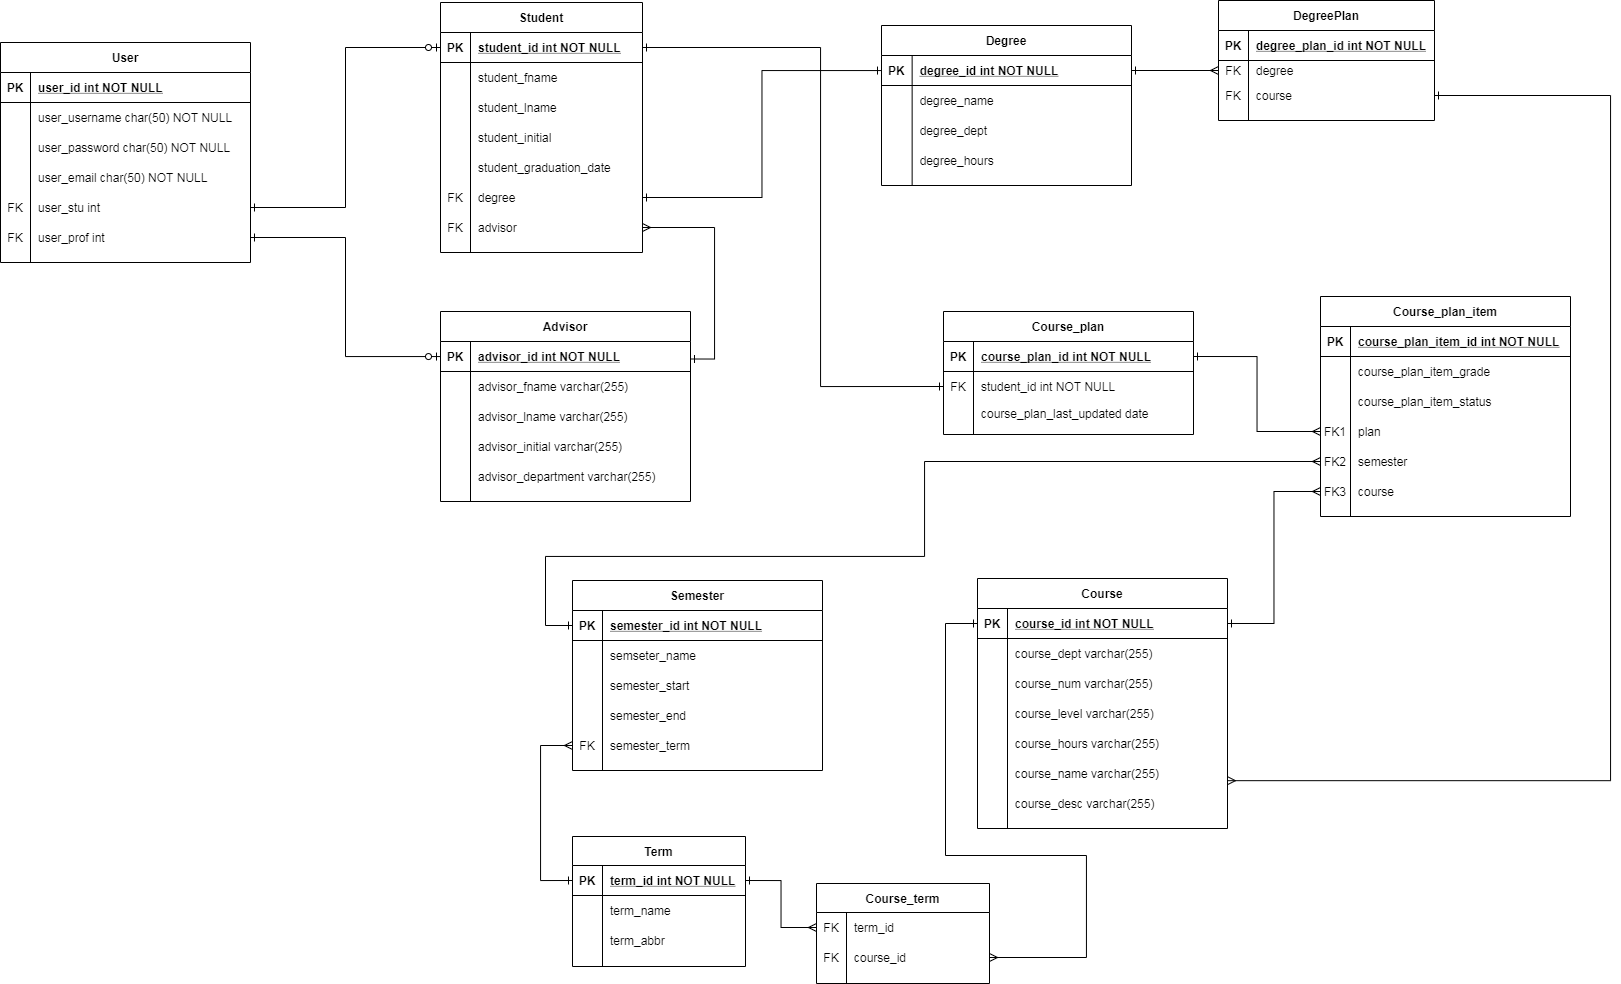 User
PK user_id int NOT NULL
user_username char(50) NOT NULL
user_password char(50) NOT NULL
user_email char(50) NOT NULL
FK user_stu int
FK user_prof int
Student
PK student_id int NOT NULL
student_fname
student_lname
student_initial
student_graduation_date
FK degree
FK advisor
Degree
PK degree_id int NOT NULL
degree_name
degree_dept
degree_hours
DegreePlan
PK degree_plan_id int NOT NULL
FK degree
FK course
Advisor
PK advisor_id int NOT NULL
advisor_fname varchar(255)
advisor_lname varchar(255)
advisor_initial varchar(255)
advisor_department varchar(255)
Course_plan
PK course_plan_id int NOT NULL
FK student_id int NOT NULL
course_plan_last_updated date
Course_plan_item
PK course_plan_item_id int NOT NULL
course_plan_item_grade
course_plan_item_status
FK1 plan
FK2 semester
FK3 course
Semester
PK semester_id int NOT NULL
semseter_name
semester_start
semester_end
FK semester_term
Course
PK course_id int NOT NULL
course_dept varchar(255)
course_num varchar(255)
course_level varchar(255)
course_hours varchar(255)
course_name varchar(255)
course_desc varchar(255)
Term
PK term_id int NOT NULL
term_name
term_abbr
Course_term
FK term_id
FK course_id